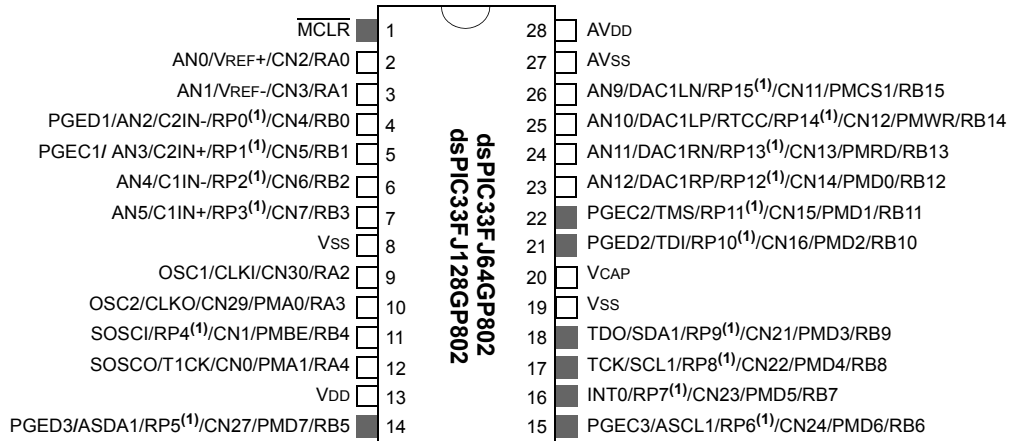 MCLR 1
AN0/VREF+/CN2/RA0 2
AN1/VREF-/CN3/RA1 3
PGED1/AN2/C2IN-/RP0(1)/CN4/RB0 4
PGEC1/ AN3/C2IN+/RP1(1)/CN5/RB1 5
AN4/C1IN-/RP2(1)/CN6/RB2 6
AN5/C1IN+/RP3(1)/CN7/RB3 7
VSS 8
OSC1/CLKI/CN30/RA2 9
OSC2/CLKO/CN29/PMA0/RA3 10
SOSCI/RP4(1)/CN1/PMBE/RB4 11
SOSCO/T1CK/CN0/PMA1/RA4 12
VDD 13
PGED3/ASDA1/RP5(1)/CN27/PMD7/RB5 14
dsPIC33FJ64GP802
dsPIC33FJ128GP802
28 AVDD
27 AVSS
26 AN9/DAC1LN/RP15(1)/CN11/PMCS1/RB15
25 AN10/DAC1LP/RTCC/RP14(1)/CN12/PMWR/RB14
24 AN11/DAC1RN/RP13(1)/CN13/PMRD/RB13
23 AN12/DAC1RP/RP12(1)/CN14/PMD0/RB12
22 PGEC2/TMS/RP11(1)/CN15/PMD1/RB11
21 PGED2/TDI/RP10(1)/CN16/PMD2/RB10
20 VCAP
19 VSS
18 TDO/SDA1/RP9(1)/CN21/PMD3/RB9
17 TCK/SCL1/RP8(1)/CN22/PMD4/RB8
16 INT0/RP7(1)/CN23/PMD5/RB7
15 PGEC3/ASCL1/RP6(1)/CN24/PMD6/RB6